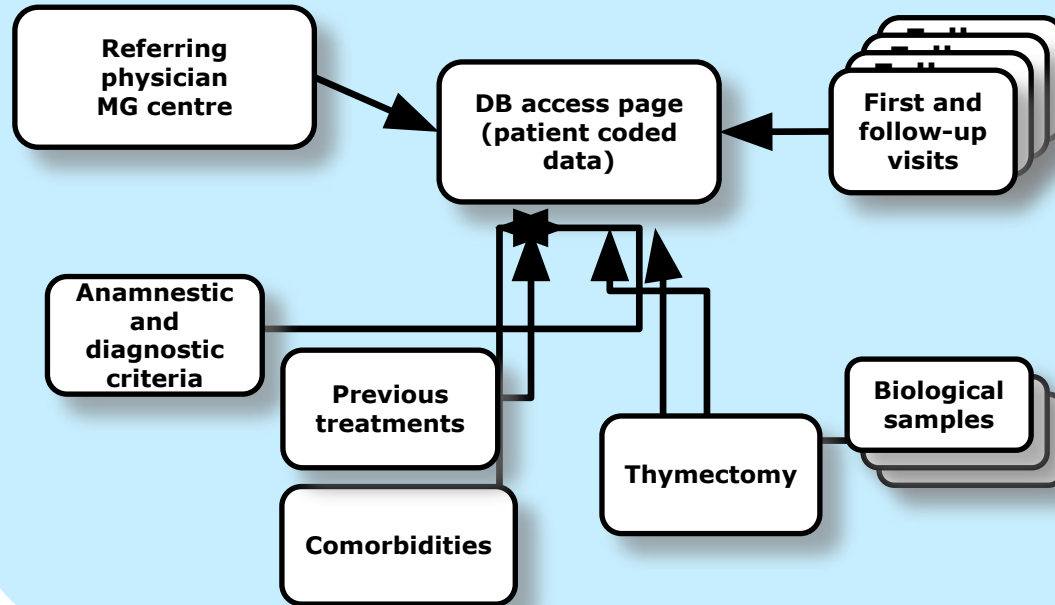 Referring
physician
MG centre
DB access page
(patient coded
data)
First and
follow-up
visits
Anamnestic
and
diagnostic
criteria
Previous
treatments
Biological
samples
Thymectomy
Comorbidities